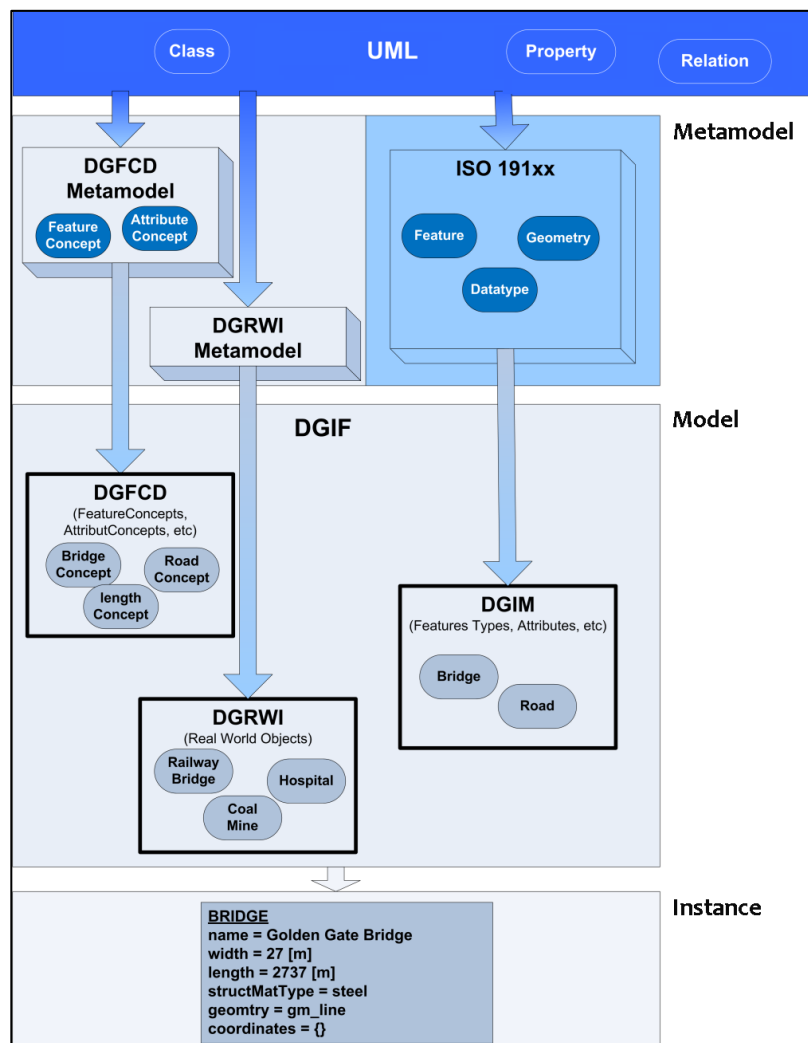 Class
UML
Property
Relation
Metamodel
DGFCD
Metamodel
Feature
Concept
Attribute
Concept
ISO 191xx
Feature
Geometry
Datatype
DGRWI
Metamodel
Model
DGIF
DGFCD
(FeatureConcepts,
AttributConcepts, etc)
Bridge
Concept
Road
Concept
length
Concept
DGIM
(Features Types, Attributes, etc)
Bridge
Road
DGRWI
(Real World Objects)
Railway
Bridge
Hospital
Coal
Mine
Instance
BRIDGE
name = Golden Gate Bridge
width = 27 [m]
length = 2737 [m]
structMatType = steel
geomtry = gm_line
coordinates = {}